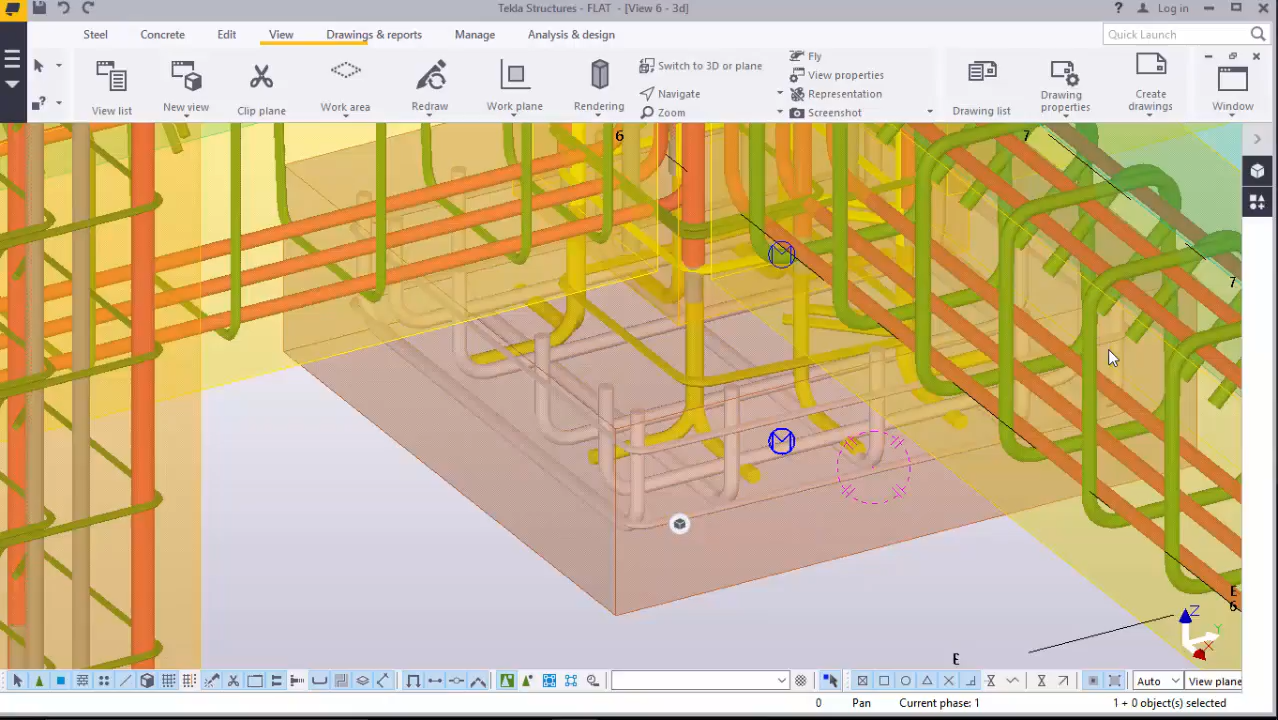 Tekla Structures - FLAT - [View 6 - 3d]
? Log in
Steel Concrete Edit View Drawings & reports Manage Analysis & design
Quick Launch
View list
New view
Clip plane
Work area
Redraw
Work plane
Rendering
Switch to 3D or plane
Navigate
Zoom
Fly
View properties
Representation
Screenshot
Drawing list
Drawing properties
Create drawings
Window
6
7
7
E
6
Z
Y
X
E
Auto View plane
0 Pan Current phase: 1 1 + 0 object(s) selected